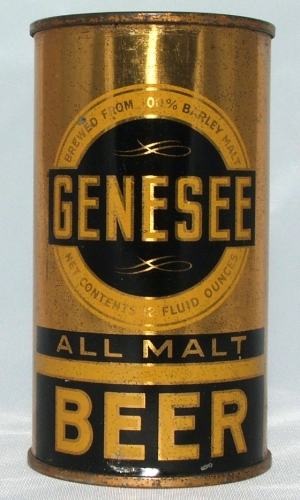 BREWED FROM 100% BARLEY MALT
GENESEE
NET CONTENTS 12 FLUID OUNCES
ALL MALT
BEER